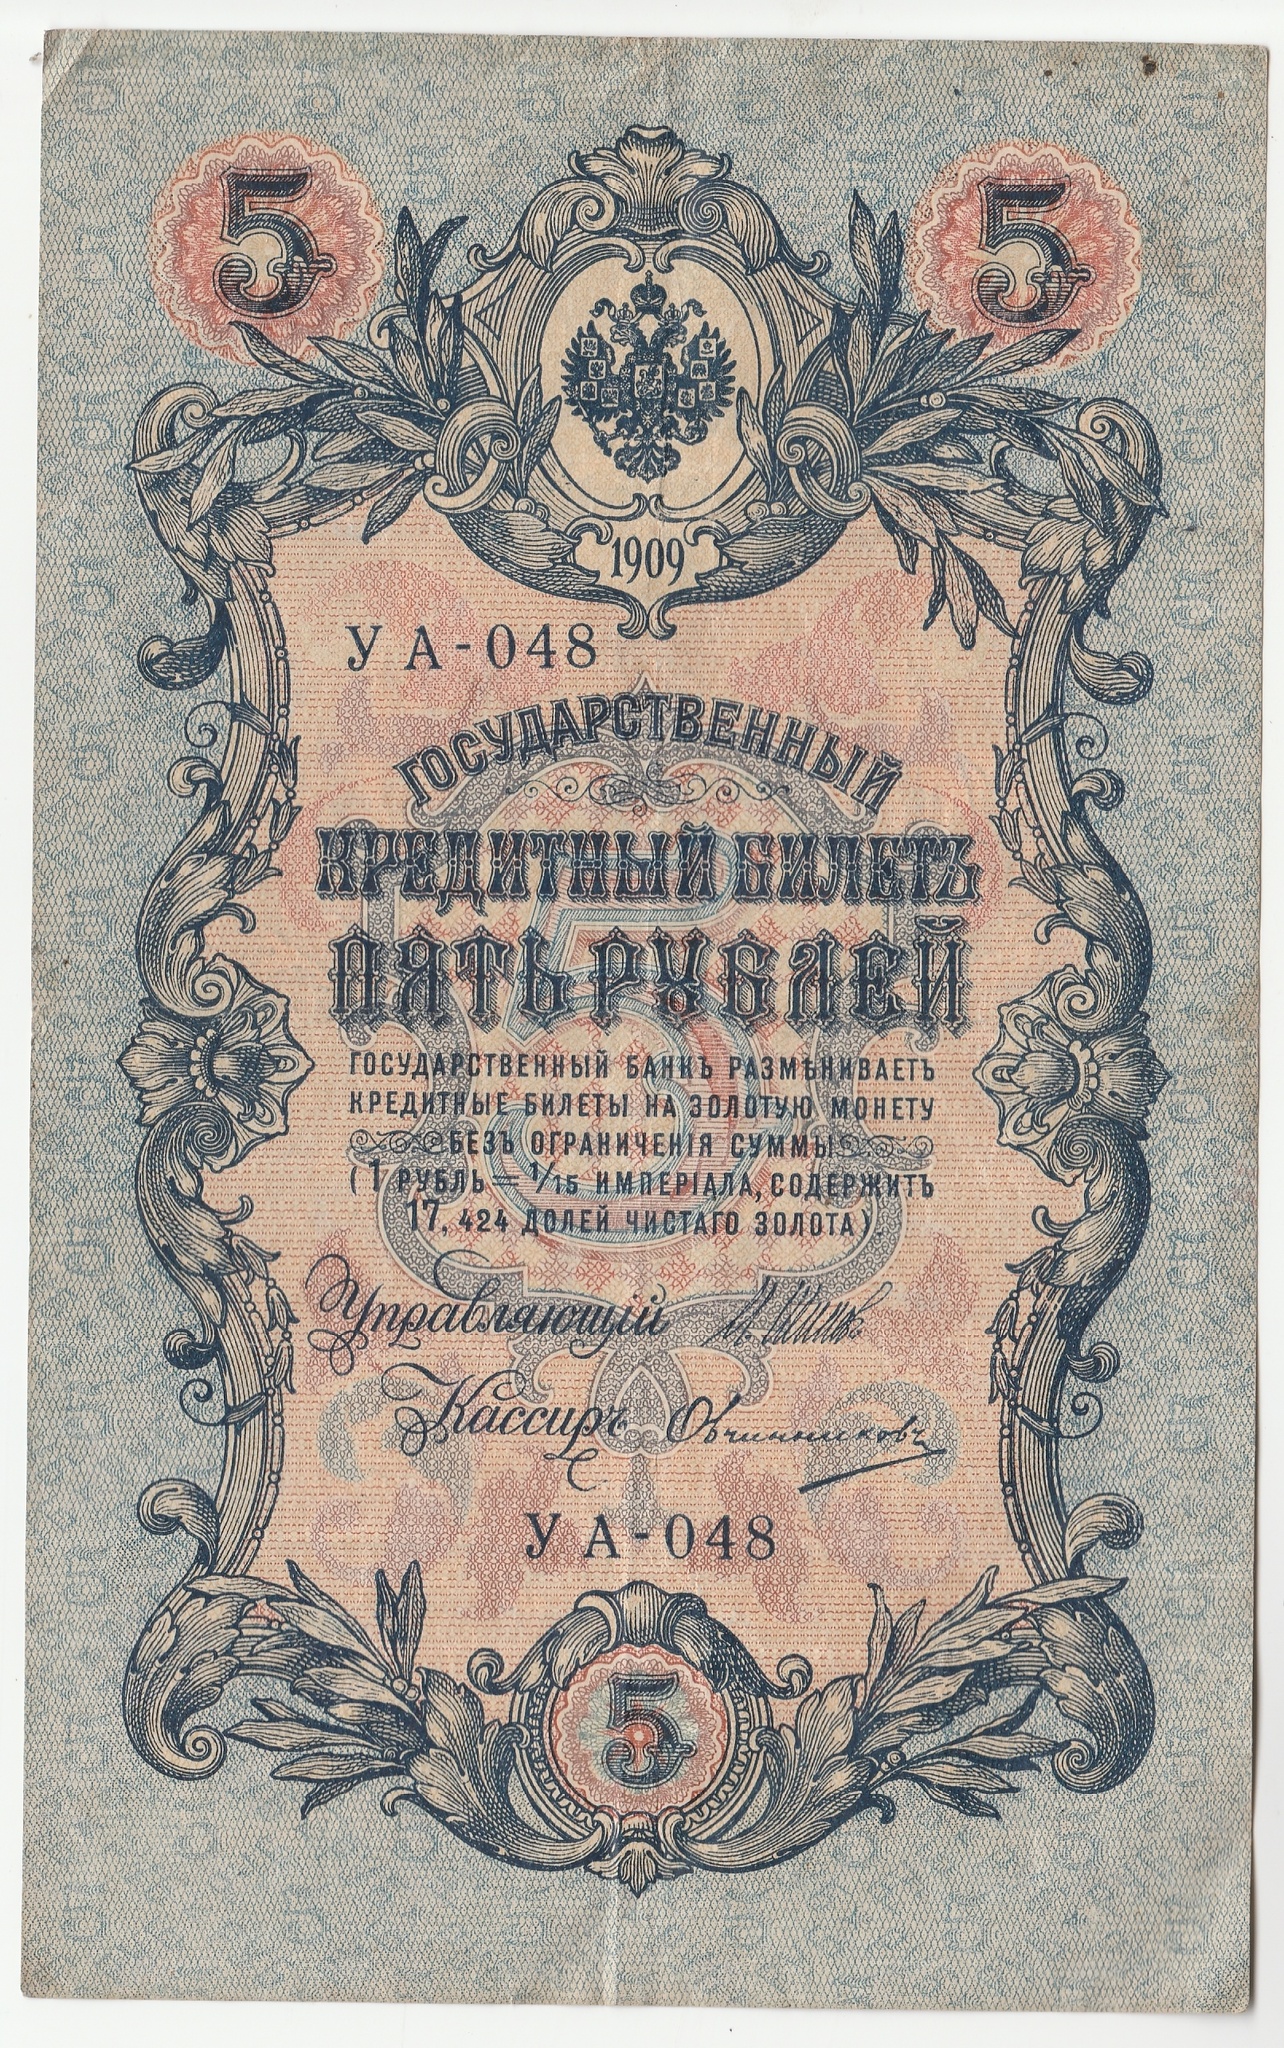 5 5
1909
УА-048
ГОСУДАРСТВЕННЫЙ
КРЕДИТНЫЙ БИЛЕТЪ
ПЯТЬ РУБЛЕЙ
5
ГОСУДАРСТВЕННЫЙ БАНКЪ РАЗМѢНИВАЕТЪ
КРЕДИТНЫЕ БИЛЕТЫ НА ЗОЛОТУЮ МОНЕТУ
БЕЗЪ ОГРАНИЧЕНІЯ СУММЫ
(1 РУБЛЬ = 1/15 ИМПЕРІАЛА, СОДЕРЖИТЪ
17,424 ДОЛЕЙ ЧИСТАГО ЗОЛОТА)
Управляющій
Кассиръ Овчинниковъ
УА-048
5